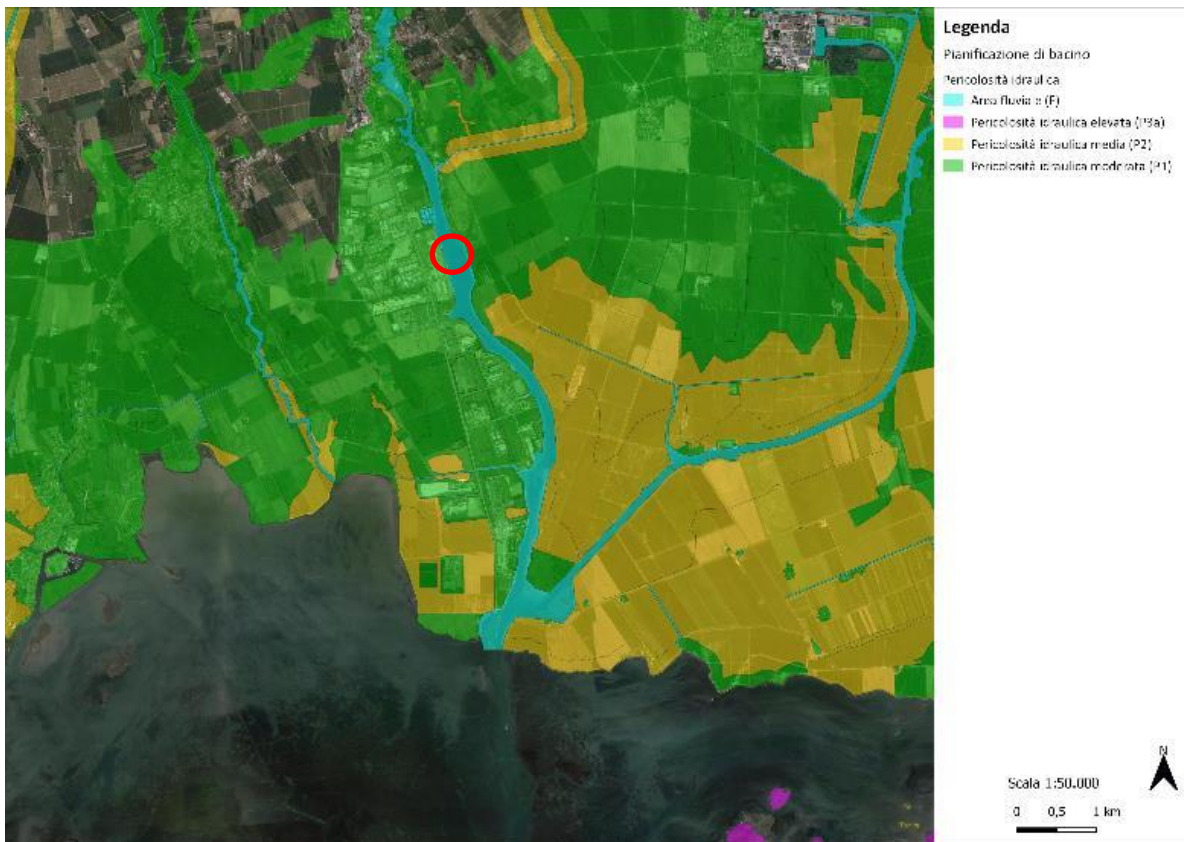 Legenda
Pianificazione di bacino
Pericolosità idraulica
Area fluviale (F)
Pericolosità idraulica elevata (P3a)
Pericolosità idraulica media (P2)
Pericolosità idraulica moderata (P1)
N
Scala 1:50.000
0 0,5 1 km